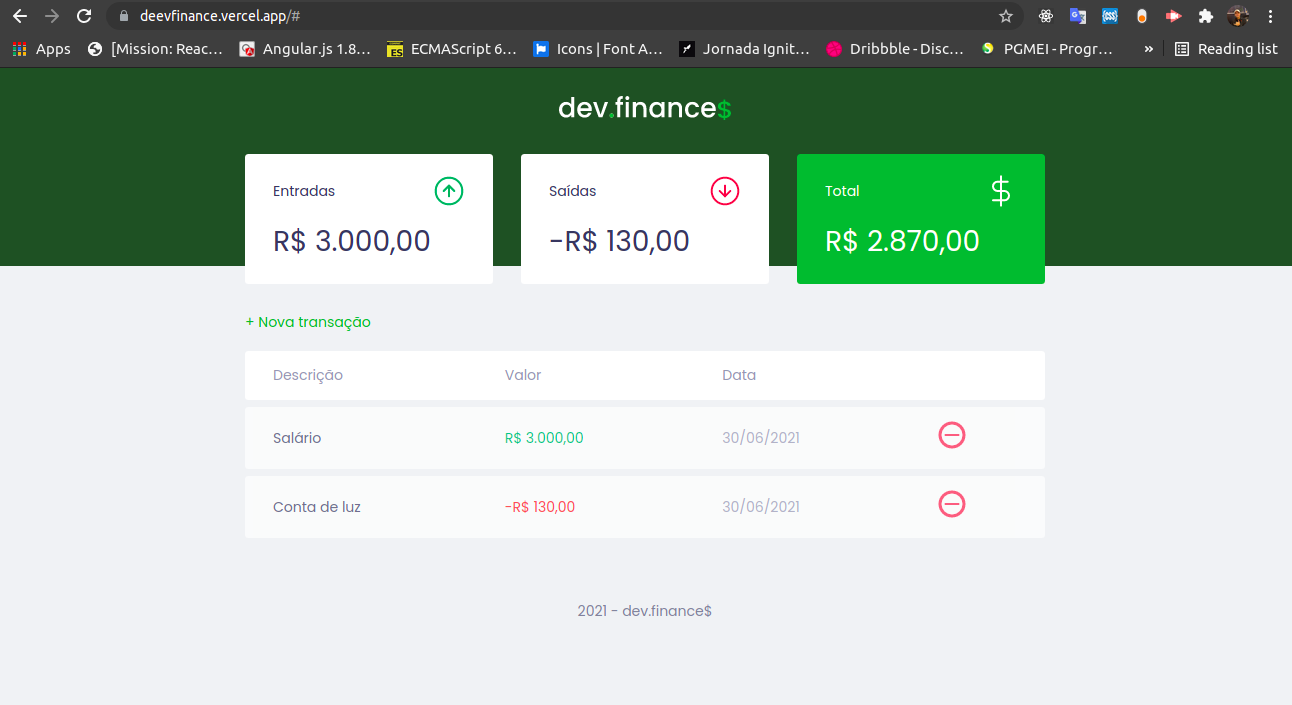 deevfinance.vercel.app/#
Apps [Mission: Reac... Angular.js 1.8... ES ECMAScript 6... Icons | Font A... Jornada Ignit... Dribbble - Disc... PGMEI - Progr... » Reading list
dev.finance$
Entradas
R$ 3.000,00
Saídas
-R$ 130,00
Total $
R$ 2.870,00
+ Nova transação
Descrição Valor Data
Salário R$ 3.000,00 30/06/2021
Conta de luz -R$ 130,00 30/06/2021
2021 - dev.finance$